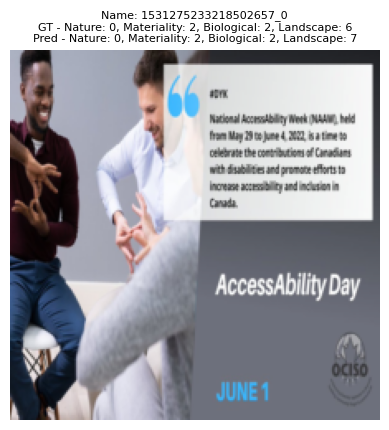 Name: 1531275233218502657_0
GT - Nature: 0, Materiality: 2, Biological: 2, Landscape: 6
Pred - Nature: 0, Materiality: 2, Biological: 2, Landscape: 7
#DYK
National AccessAbility Week (NAAW), held
from May 29 to June 4, 2022, is a time to
celebrate the contributions of Canadians
with disabilities and promote efforts to
increase accessibility and inclusion in
Canada.
AccessAbility Day
OCISO
JUNE 1